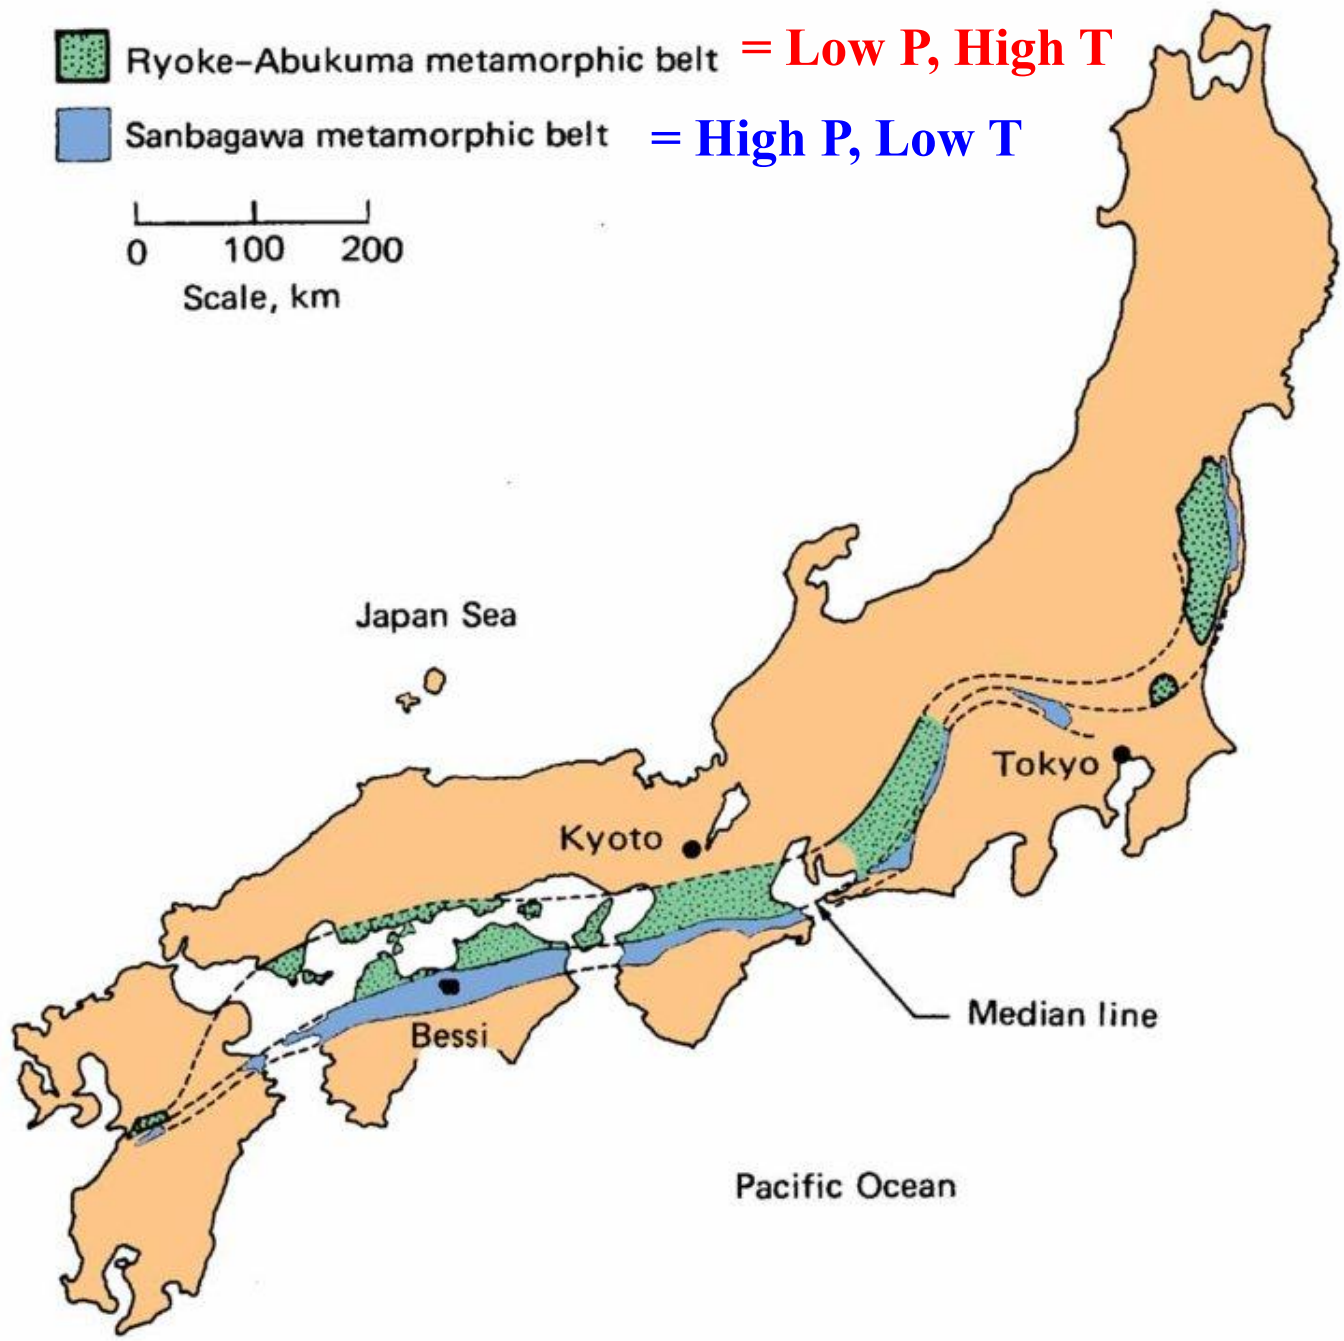 Ryoke–Abukuma metamorphic belt = Low P, High T
Sanbagawa metamorphic belt = High P, Low T
0 100 200
Scale, km
Japan Sea
Tokyo
Kyoto
Median line
Bessi
Pacific Ocean